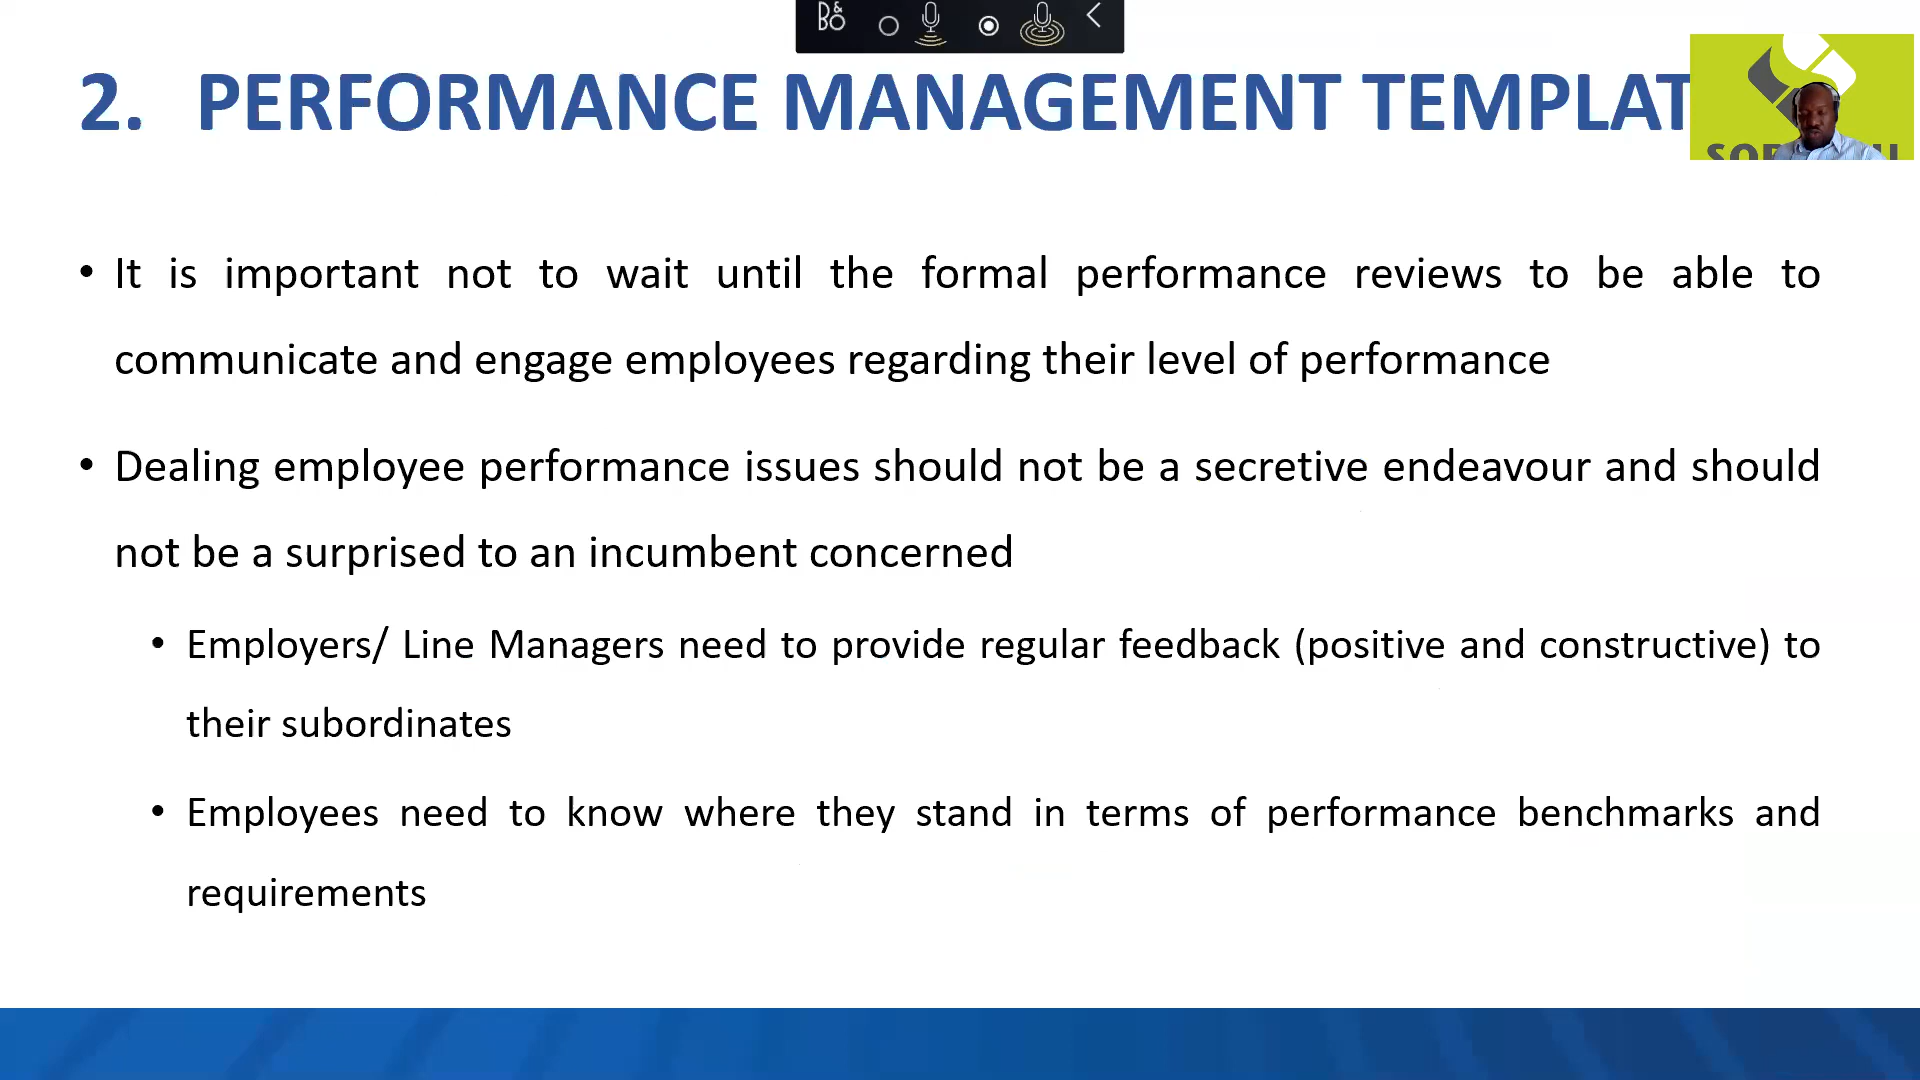 B&O
2. PERFORMANCE MANAGEMENT TEMPLAT
• It is important not to wait until the formal performance reviews to be able to
communicate and engage employees regarding their level of performance
• Dealing employee performance issues should not be a secretive endeavour and should
not be a surprised to an incumbent concerned
• Employers/ Line Managers need to provide regular feedback (positive and constructive) to
their subordinates
• Employees need to know where they stand in terms of performance benchmarks and
requirements